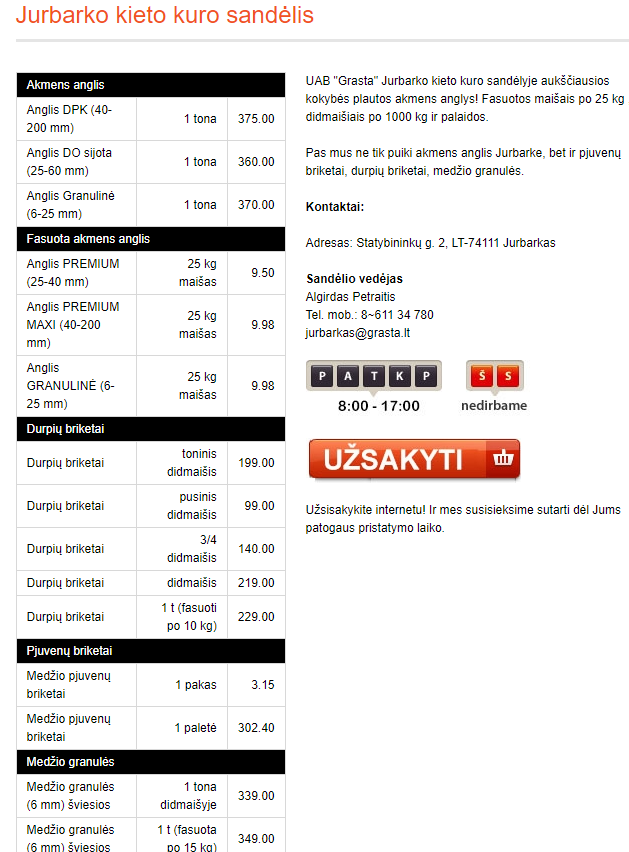 Jurbarko kieto kuro sandėlis
Akmens anglis
Anglis DPK (40-
200 mm)
1 tona
375.00
Anglis DO sijota
(25-60 mm)
1 tona
360.00
Anglis Granulinė
(6-25 mm)
1 tona
370.00
Fasuota akmens anglis
Anglis PREMIUM
(25-40 mm)
25 kg
maišas
9.50
Anglis PREMIUM
MAXI (40-200
mm)
25 kg
maišas
9.98
Anglis
GRANULINĖ (6-
25 mm)
25 kg
maišas
9.98
Durpių briketai
Durpių briketai
toninis
didmaišis
199.00
Durpių briketai
pusinis
didmaišis
99.00
Durpių briketai
3/4
didmaišis
140.00
Durpių briketai
didmaišis
219.00
Durpių briketai
1 t (fasuoti
po 10 kg)
229.00
Pjuvenų briketai
Medžio pjuvenų
briketai
1 pakas
3.15
Medžio pjuvenų
briketai
1 paletė
302.40
Medžio granulės
Medžio granulės
(6 mm) šviesios
1 tona
didmaišyje
339.00
Medžio granulės
(6 mm) šviesios
1 t (fasuota
po 15 kg)
349.00
UAB "Grasta" Jurbarko kieto kuro sandėlyje aukščiausios
kokybės plautos akmens anglys! Fasuotos maišais po 25 kg
didmaišiais po 1000 kg ir palaidos.
Pas mus ne tik puiki akmens anglis Jurbarke, bet ir pjuvenų
briketai, durpių briketai, medžio granulės.
Kontaktai:
Adresas: Statybininkų g. 2, LT-74111 Jurbarkas
Sandėlio vedėjas
Algirdas Petraitis
Tel. mob.: 8~611 34 780
jurbarkas@grasta.lt
P A T K P
8:00 - 17:00
Š S
nedirbame
UŽSAKYTI
Užsisakykite internetu! Ir mes susisieksime sutarti dėl Jums
patogaus pristatymo laiko.